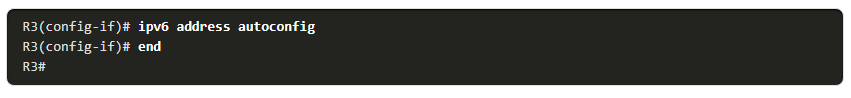 R3(config-if)# ipv6 address autoconfig
R3(config-if)# end
R3#